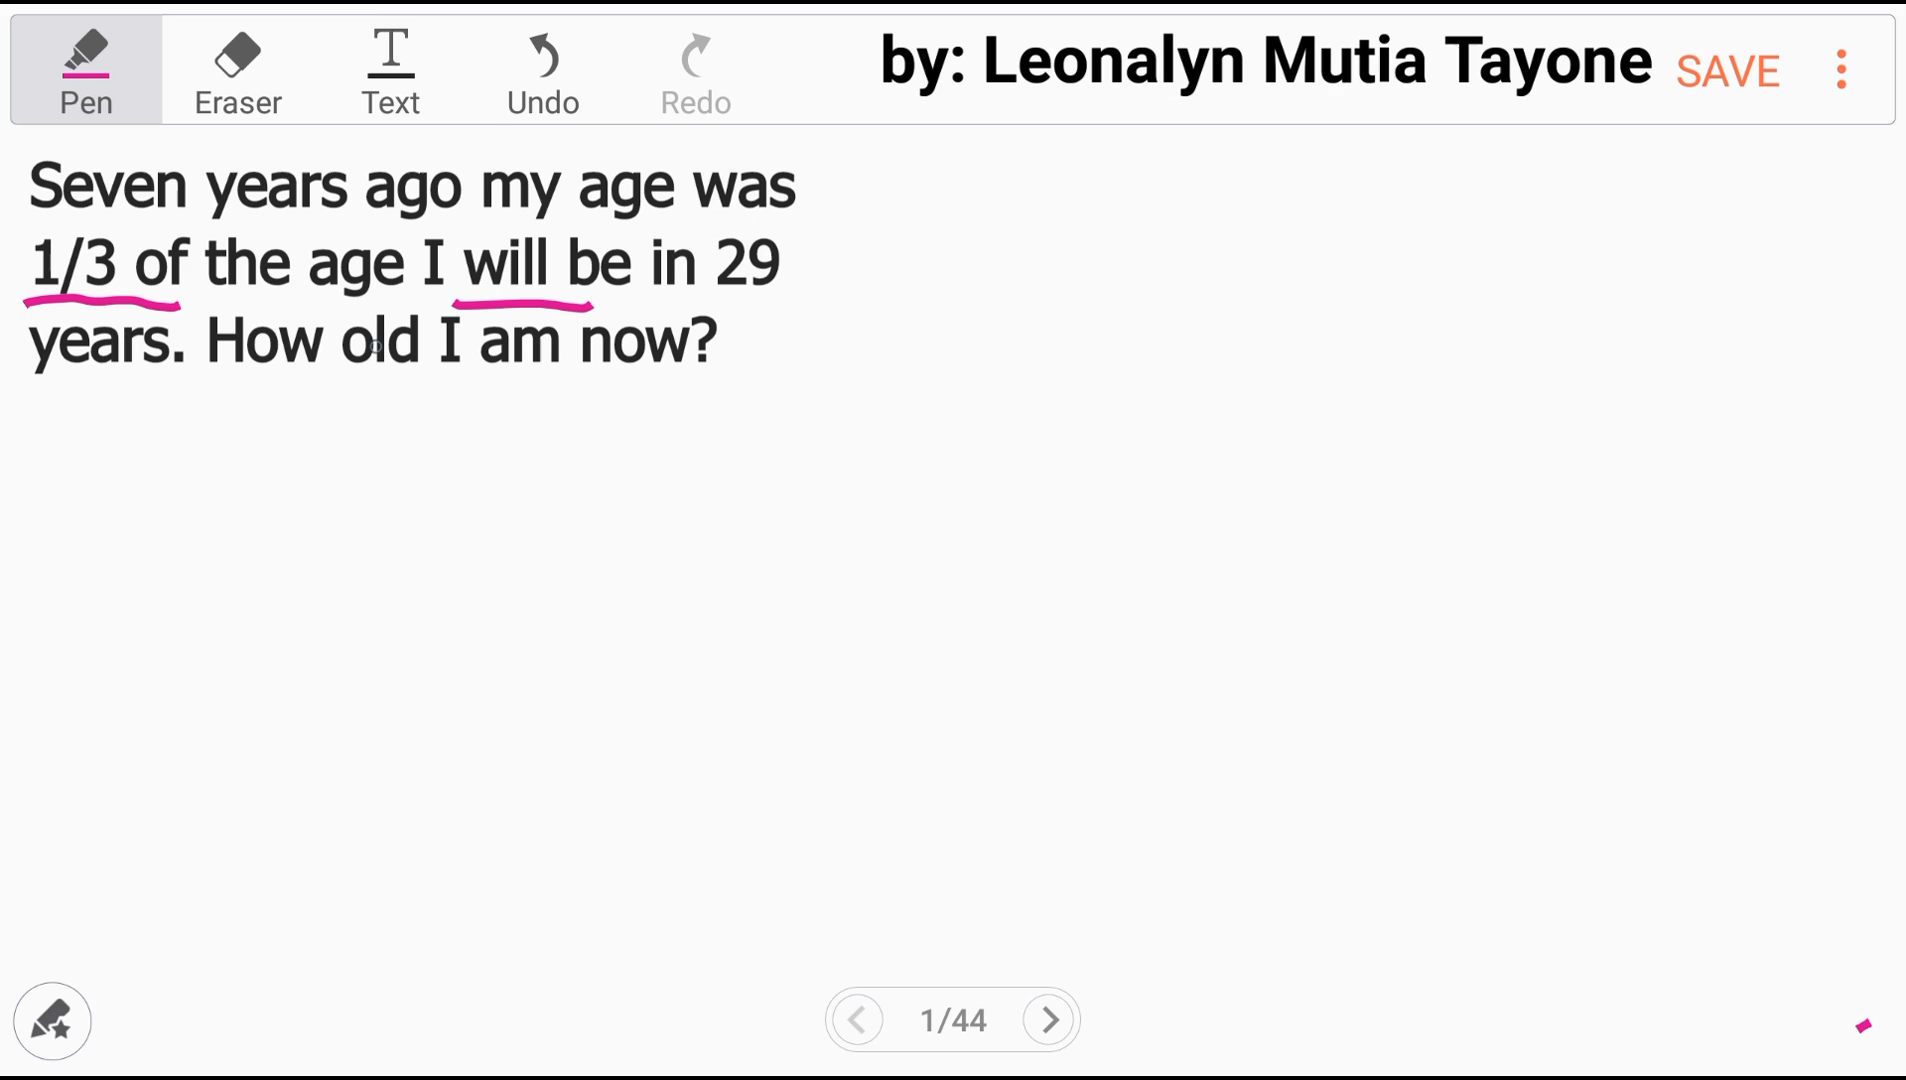 Pen Eraser Text Undo Redo by: Leonalyn Mutia Tayone SAVE
Seven years ago my age was
1/3 of the age I will be in 29
years. How old I am now?
1/44